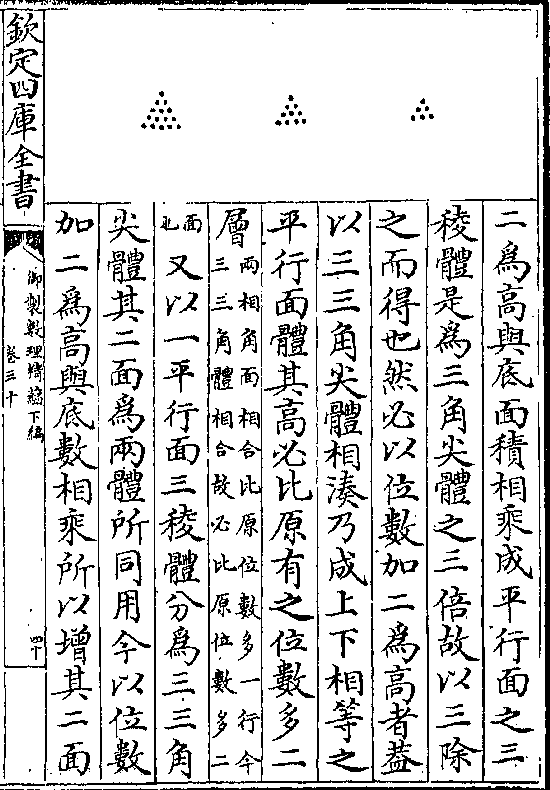 二為高與底面積相乘成平行面之三
稜體是為三角尖體之三倍故以三除
之而得也然必以位數加二為高者葢
以三三角尖體相湊乃成上下相等之
平行面體其高必比原有之位數多二
層兩相角面相合比原位數多一行今
三三角體相合故必比原位數多二
面也又以一平行面三稜體分為三三角
尖體其二面為兩體所同用今以位數
加二為高與底數相乘所以增其二面
欽定四庫全書
御製數理精藴下編
卷三十
四十